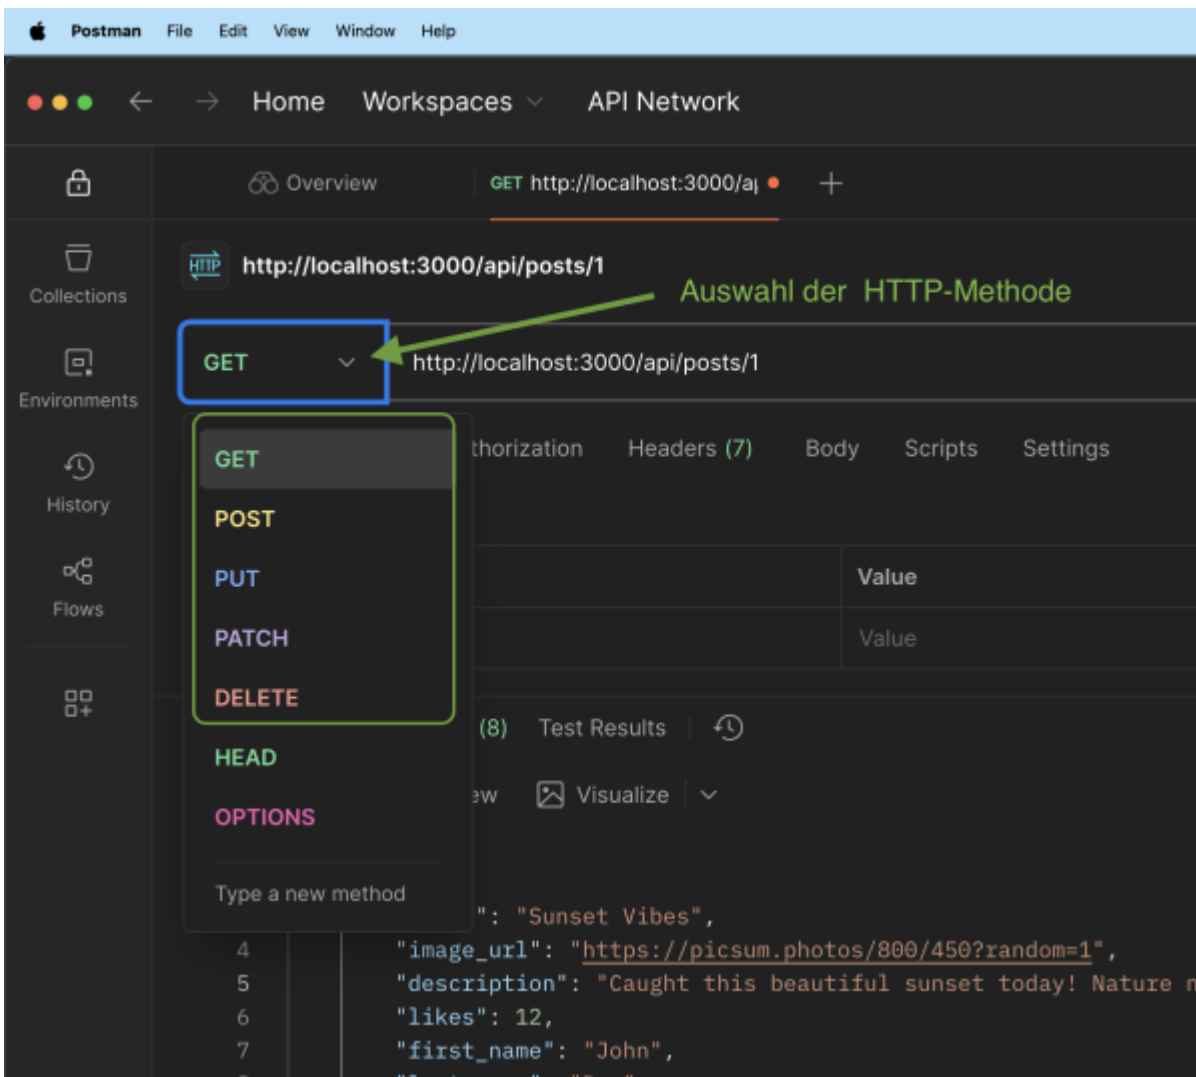 Postman File Edit View Window Help
Home Workspaces API Network
Overview GET http://localhost:3000/a
HTTP http://localhost:3000/api/posts/1
Auswahl der HTTP-Methode
Collections
GET http://localhost:3000/api/posts/1
Environments
GET thorization Headers (7) Body Scripts Settings
History
POST
PUT Value
Flows
PATCH Value
DELETE
(8) Test Results
HEAD
ew Visualize
OPTIONS
Type a new method
": "Sunset Vibes",
4 "image_url": "https://picsum.photos/800/450?random=1",
5 "description": "Caught this beautiful sunset today! Nature
6 "likes": 12,
7 "first_name": "John",